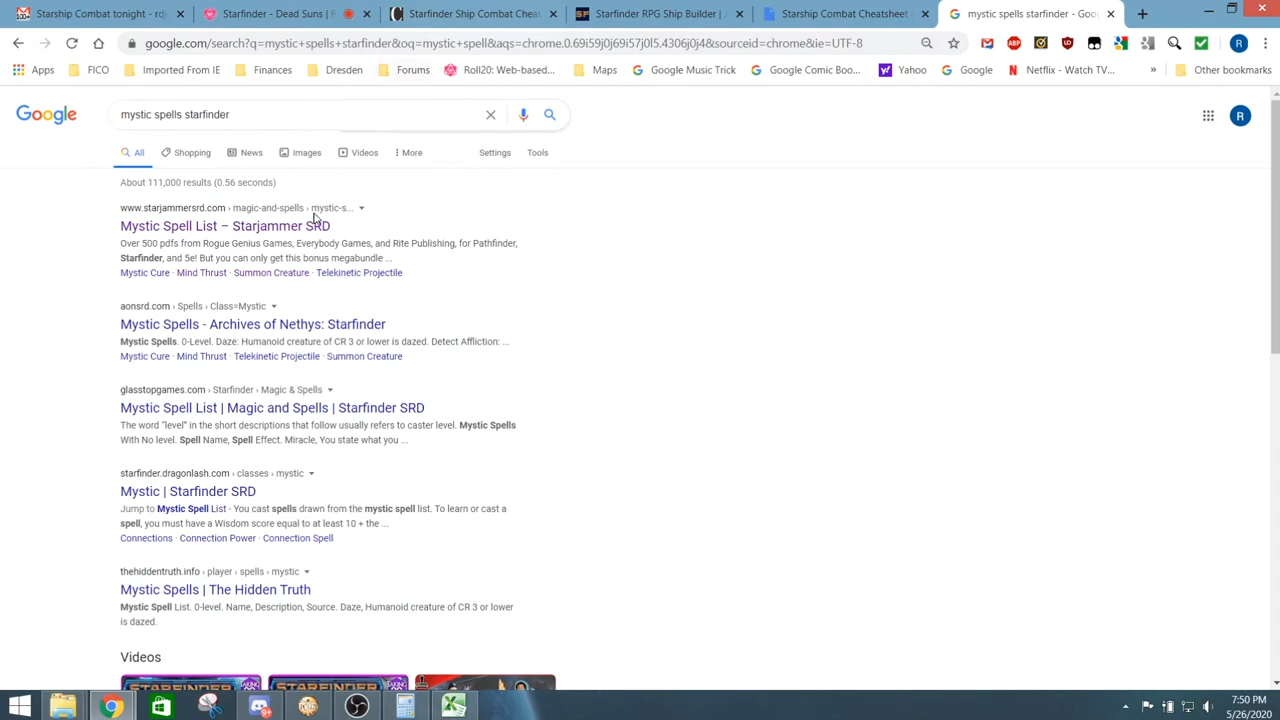 100+ Starship Combat tonight - rdj
Starfinder - Dead Suns | R
Starfinder Ship Combat Cheat
SF Starfinder RPG Ship Builder | S
Starship Combat Cheatsheet
mystic spells starfinder - Goo
google.com/search?q=mystic+spells+starfinder&oq=mystic+spell&aqs=chrome.0.69i59j0j69i57j0l5.4306j0j4&sourceid=chrome&ie=UTF-8
ABP R
Apps FICO Imported From IE Finances Dresden Forums Roll20: Web-based... Maps Google Music Trick Google Comic Boo... Yahoo Google Netflix - Watch TV... » Other bookmarks
Google mystic spells starfinder R
All Shopping News Images Videos More Settings Tools
About 111,000 results (0.56 seconds)
www.starjammersrd.com › magic-and-spells › mystic-s...
Mystic Spell List – Starjammer SRD
Over 500 pdfs from Rogue Genius Games, Everybody Games, and Rite Publishing, for Pathfinder,
Starfinder, and 5e! But you can only get this bonus megabundle ...
Mystic Cure · Mind Thrust · Summon Creature · Telekinetic Projectile
aonsrd.com › Spells › Class=Mystic
Mystic Spells - Archives of Nethys: Starfinder
Mystic Spells. 0-Level. Daze: Humanoid creature of CR 3 or lower is dazed. Detect Affliction: ...
Mystic Cure · Mind Thrust · Telekinetic Projectile · Summon Creature
glasstopgames.com › Starfinder › Magic & Spells
Mystic Spell List | Magic and Spells | Starfinder SRD
The word "level" in the short descriptions that follow usually refers to caster level. Mystic Spells
With No level. Spell Name, Spell Effect. Miracle, You state what you ...
starfinder.dragonlash.com › classes › mystic
Mystic | Starfinder SRD
Jump to Mystic Spell List - You cast spells drawn from the mystic spell list. To learn or cast a
spell, you must have a Wisdom score equal to at least 10 + the ...
Connections · Connection Power · Connection Spell
thehiddentruth.info › player › spells › mystic
Mystic Spells | The Hidden Truth
Mystic Spell List. 0-level. Name, Description, Source. Daze, Humanoid creature of CR 3 or lower
is dazed.
Videos
STARFINDER TAKING STARFINDER TAKING
7:50 PM
5/26/2020